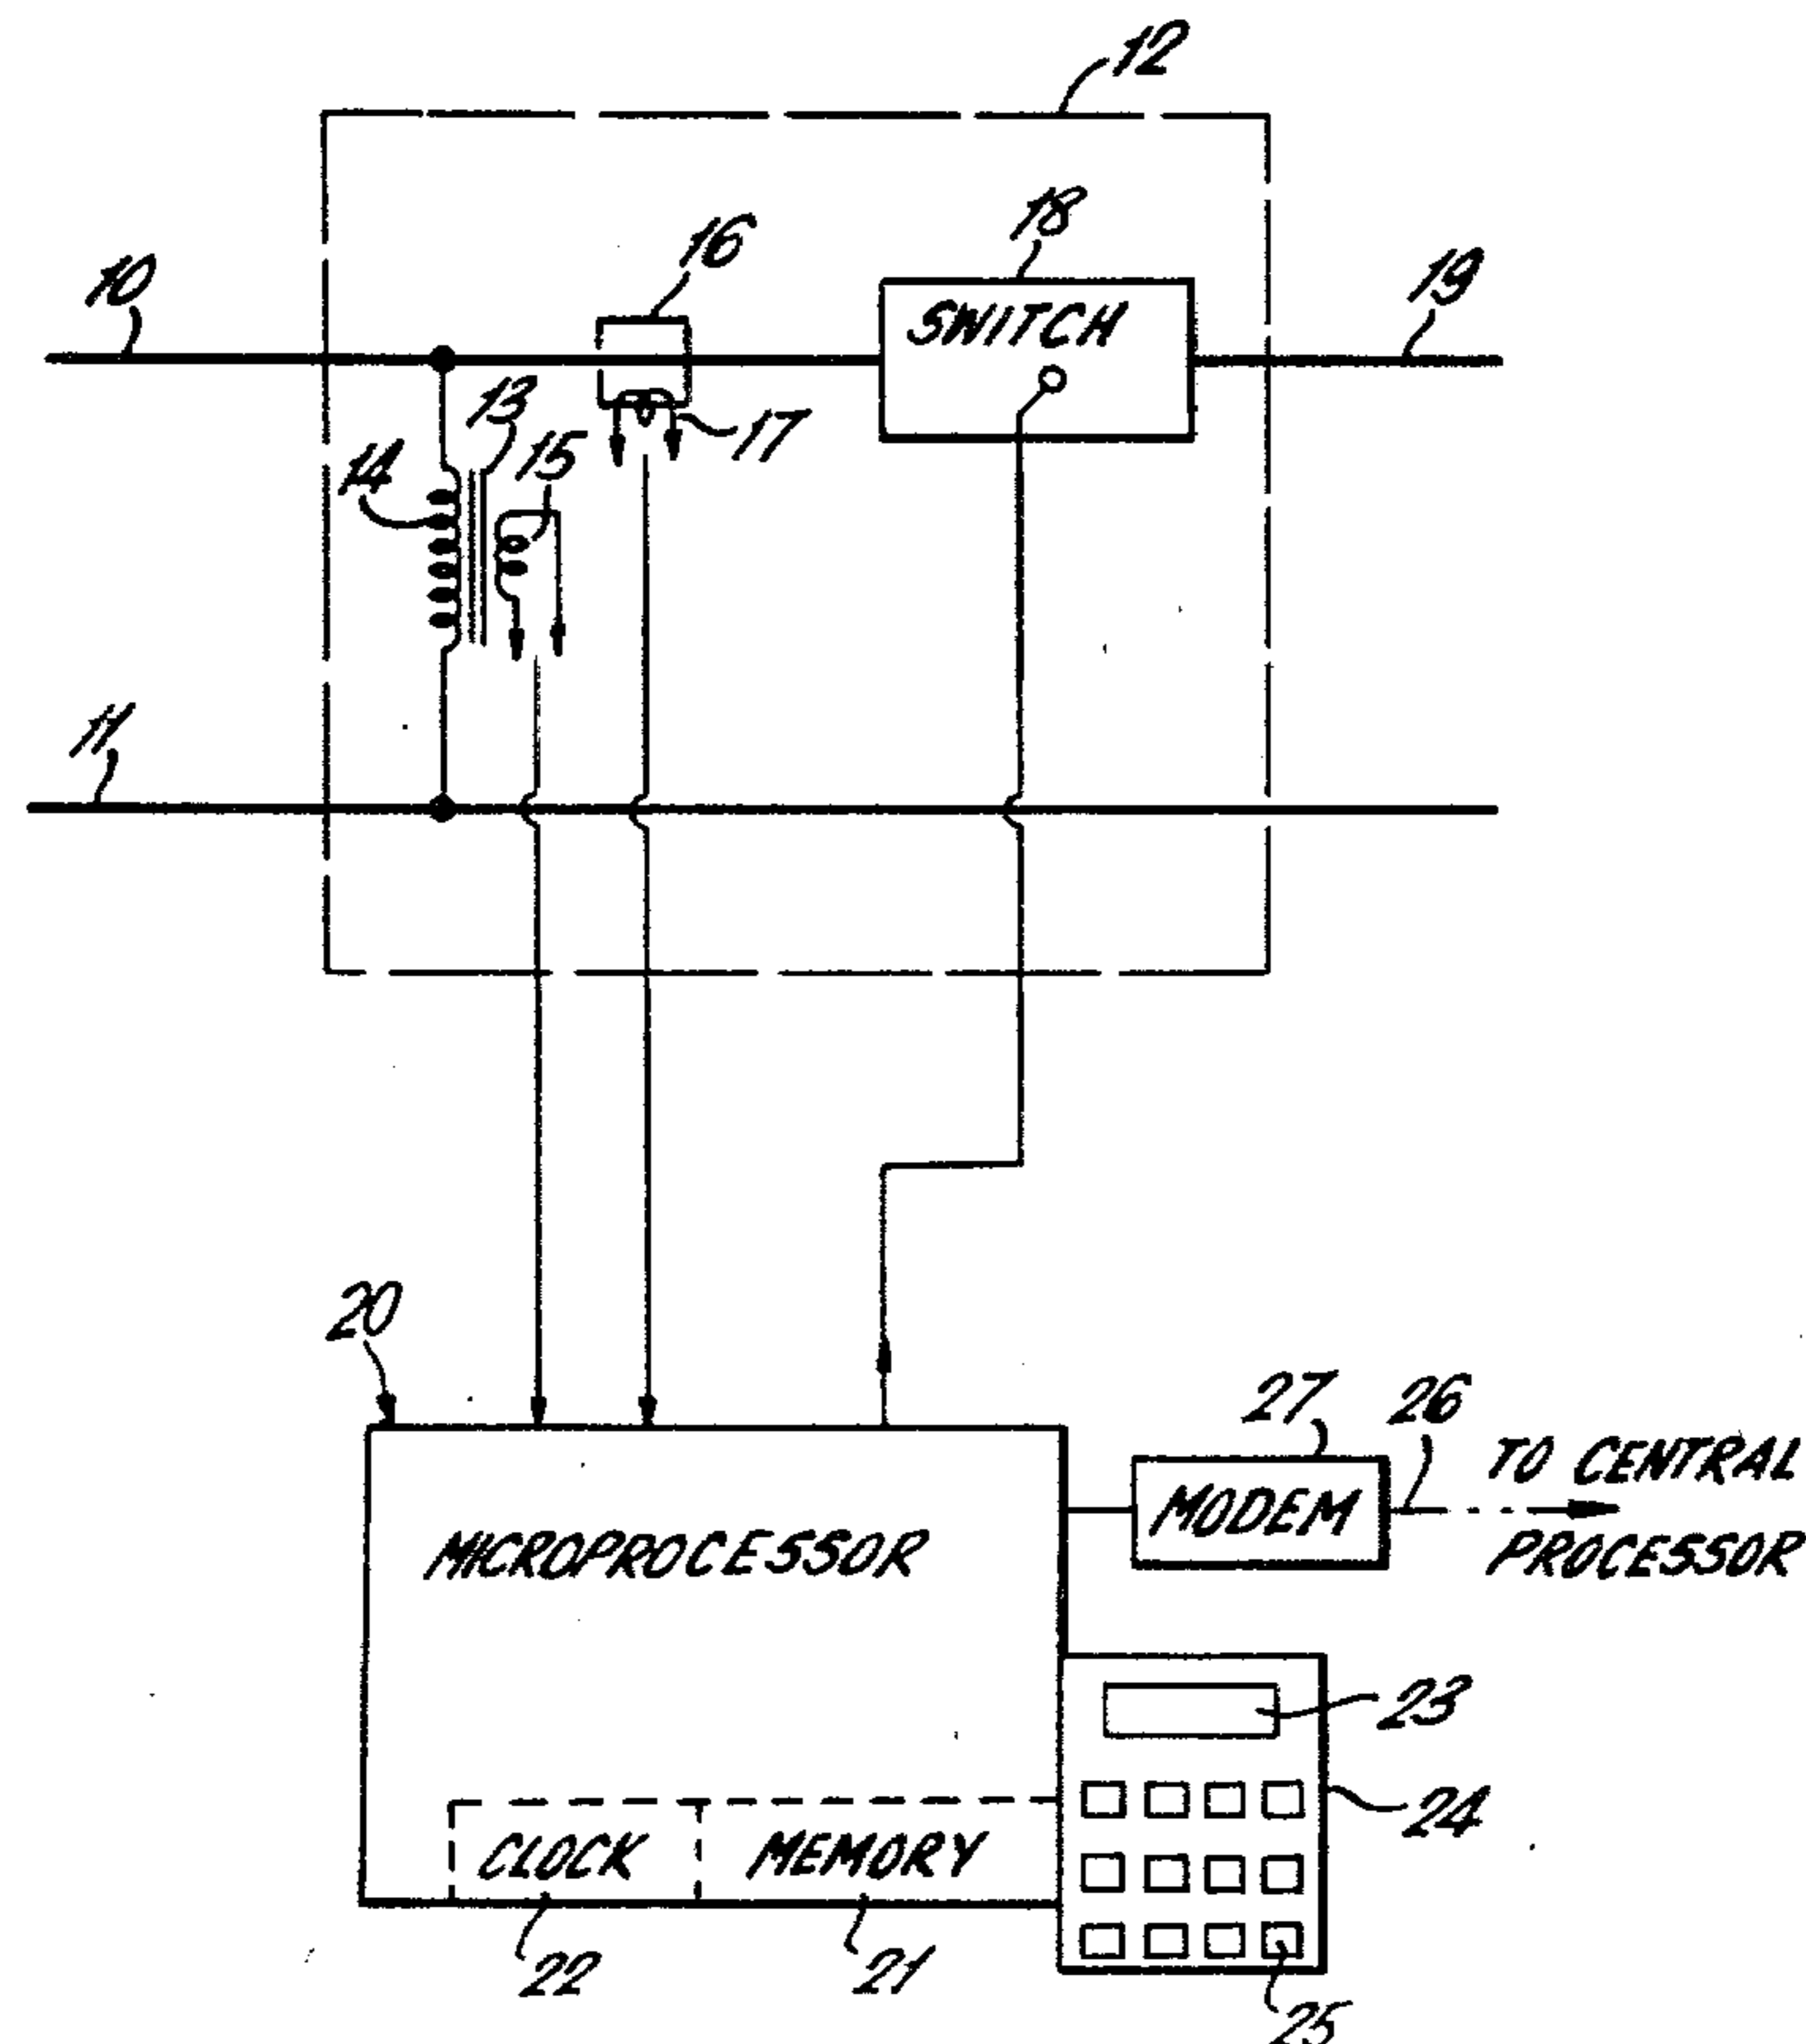 12
16
18
10
19
SWITCH
13
17
14
15
11
20
27
26
TO CENTRAL
MODEM
PROCESSOR
MICROPROCESSOR
23
24
CLOCK
MEMORY
22
21
25